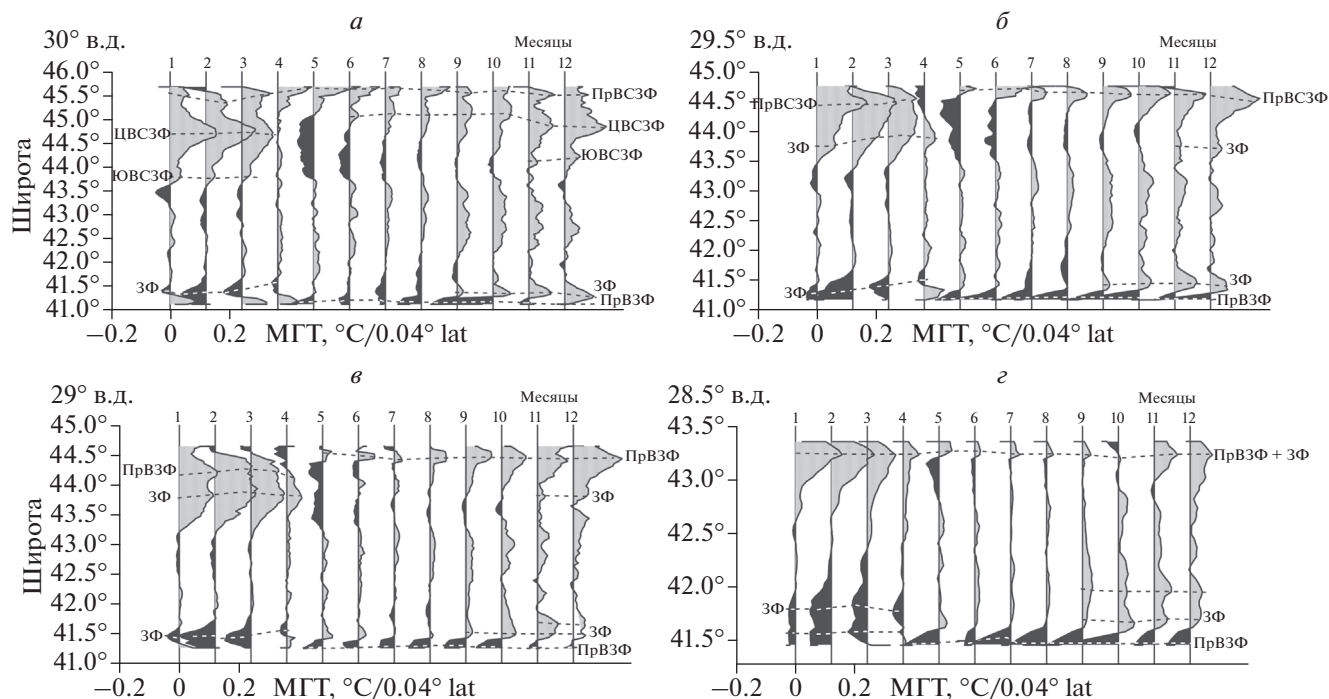 а
30° в.д.
Месяцы
1 2 3 4 5 6 7 8 9 10 11 12
46.0°
45.5°
45.0°
44.5°
44.0°
43.5°
43.0°
42.5°
42.0°
41.5°
41.0°
Широта
ЦВСЗФ
ЮВСЗФ
ЗФ
ПрВСЗФ
ЦВСЗФ
ЮВСЗФ
ЗФ
ПрВЗФ
−0.2 0 0.2 МГТ, °C/0.04° lat
б
29.5° в.д.
Месяцы
1 2 3 4 5 6 7 8 9 10 11 12
45.0°
44.5°
44.0°
43.5°
43.0°
42.5°
42.0°
41.5°
41.0°
ПрВСЗФ
ЗФ
ЗФ
ПрВСЗФ
ЗФ
ЗФ
ПрВЗФ
−0.2 0 0.2 МГТ, °C/0.04° lat
в
29° в.д.
Месяцы
1 2 3 4 5 6 7 8 9 10 11 12
45.0°
44.5°
44.0°
43.5°
43.0°
42.5°
42.0°
41.5°
41.0°
Широта
ПрВЗФ
ЗФ
ЗФ
ПрВЗФ
ЗФ
ЗФ
ПрВЗФ
−0.2 0 0.2 МГТ, °C/0.04° lat
г
28.5° в.д.
Месяцы
1 2 3 4 5 6 7 8 9 10 11 12
43.5°
43.0°
42.0°
41.5°
ЗФ
ПрВЗФ + ЗФ
ЗФ
ПрВЗФ
−0.2 0 0.2 МГТ, °C/0.04° lat